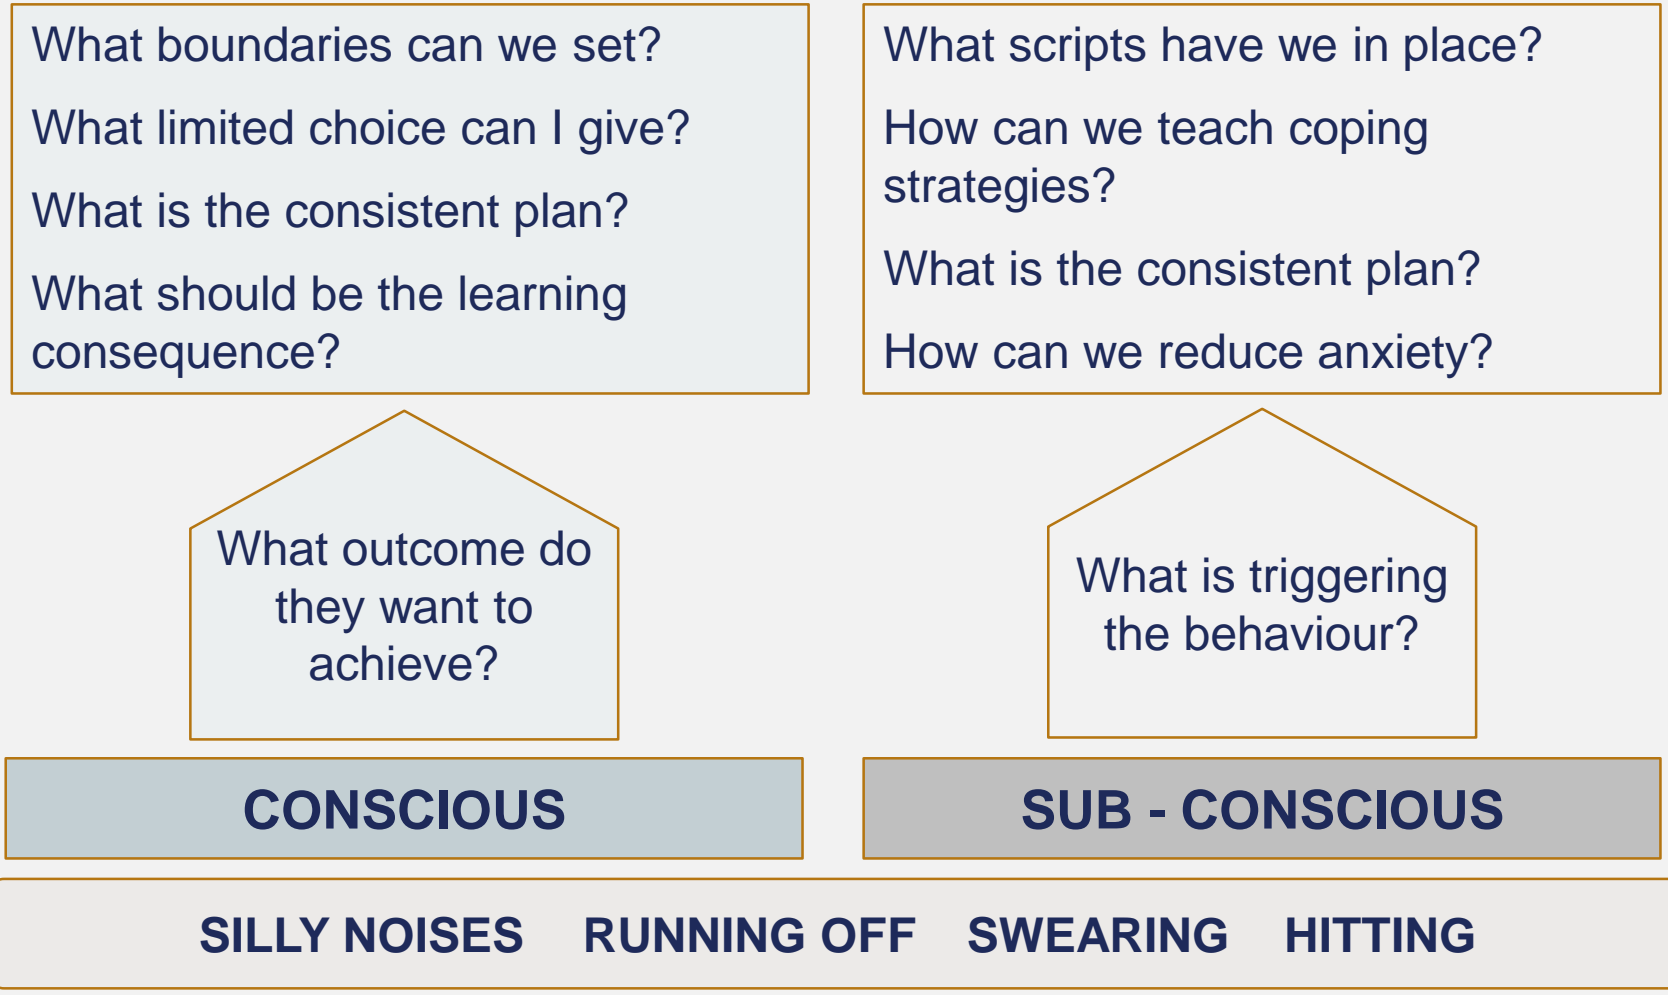 What boundaries can we set?
What limited choice can I give?
What is the consistent plan?
What should be the learning
consequence?
What scripts have we in place?
How can we teach coping
strategies?
What is the consistent plan?
How can we reduce anxiety?
What outcome do
they want to
achieve?
What is triggering
the behaviour?
CONSCIOUS
SUB - CONSCIOUS
SILLY NOISES RUNNING OFF SWEARING HITTING